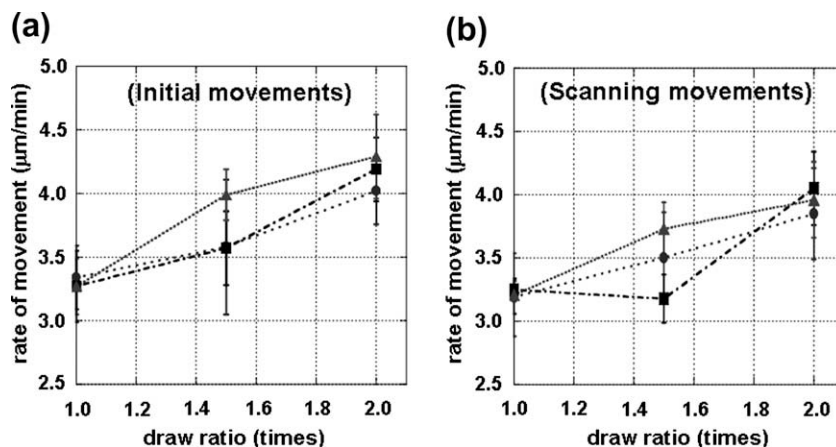 (a)
(Initial movements)
rate of movement (μm/min)
5.0
4.5
4.0
3.5
3.0
2.5
1.0 1.2 1.4 1.6 1.8 2.0
draw ratio (times)
(b)
(Scanning movements)
rate of movement (μm/min)
5.0
4.5
4.0
3.5
3.0
2.5
1.0 1.2 1.4 1.6 1.8 2.0
draw ratio (times)